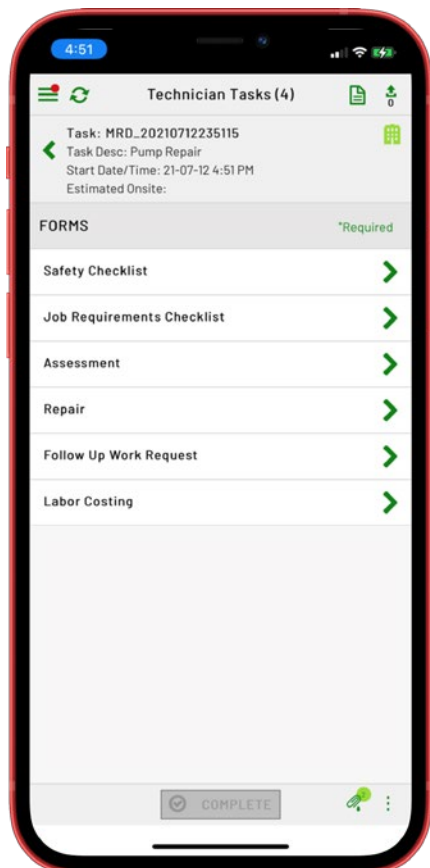 4:51
Technician Tasks (4)
0
Task: MRD_20210712235115
Task Desc: Pump Repair
Start Date/Time: 21-07-12 4:51 PM
Estimated Onsite:
FORMS
*Required
Safety Checklist
Job Requirements Checklist
Assessment
Repair
Follow Up Work Request
Labor Costing
COMPLETE